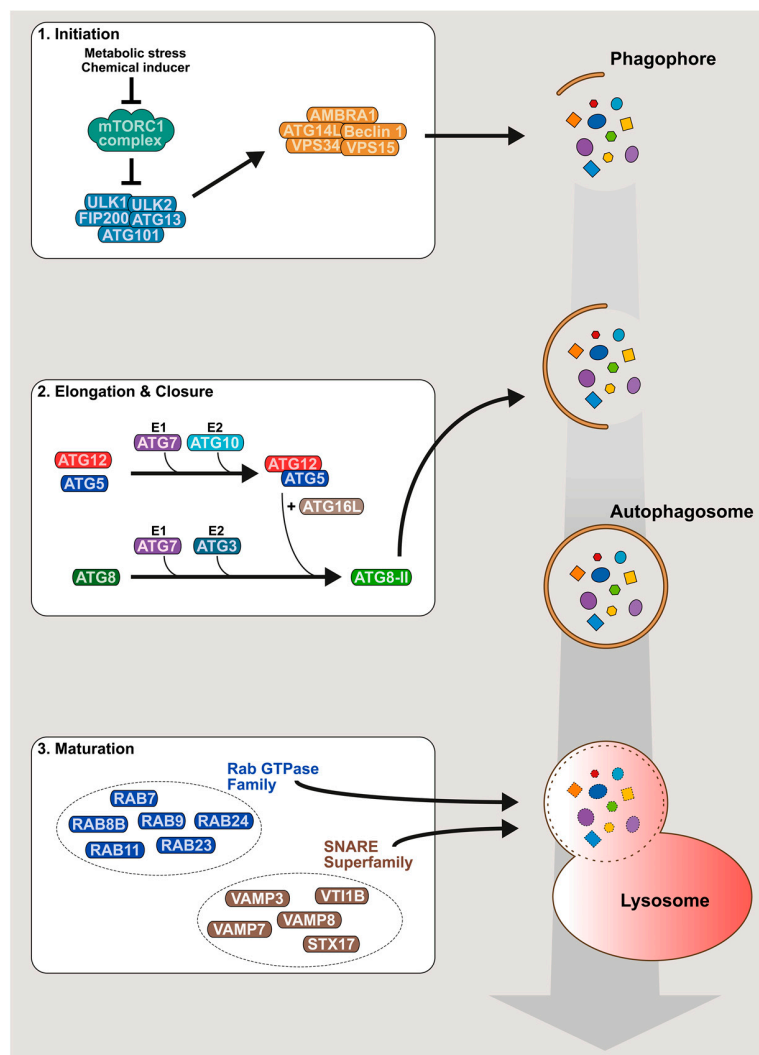 1. Initiation
Metabolic stress
Chemical inducer
mTORC1
complex
ULK1 ULK2
FIP200 ATG13
ATG101
AMBRA1
ATG14L Beclin 1
VPS34 VPS15
Phagophore
2. Elongation & Closure
E1 E2
ATG7 ATG10
ATG12
ATG5
ATG12
ATG5
+ ATG16L
E1 E2
ATG7 ATG3
ATG8
ATG8-II
Autophagosome
3. Maturation
Rab GTPase
Family
RAB7
RAB8B RAB9 RAB24
RAB11 RAB23
SNARE
Superfamily
VAMP3 VTI1B
VAMP7 VAMP8
STX17
Lysosome